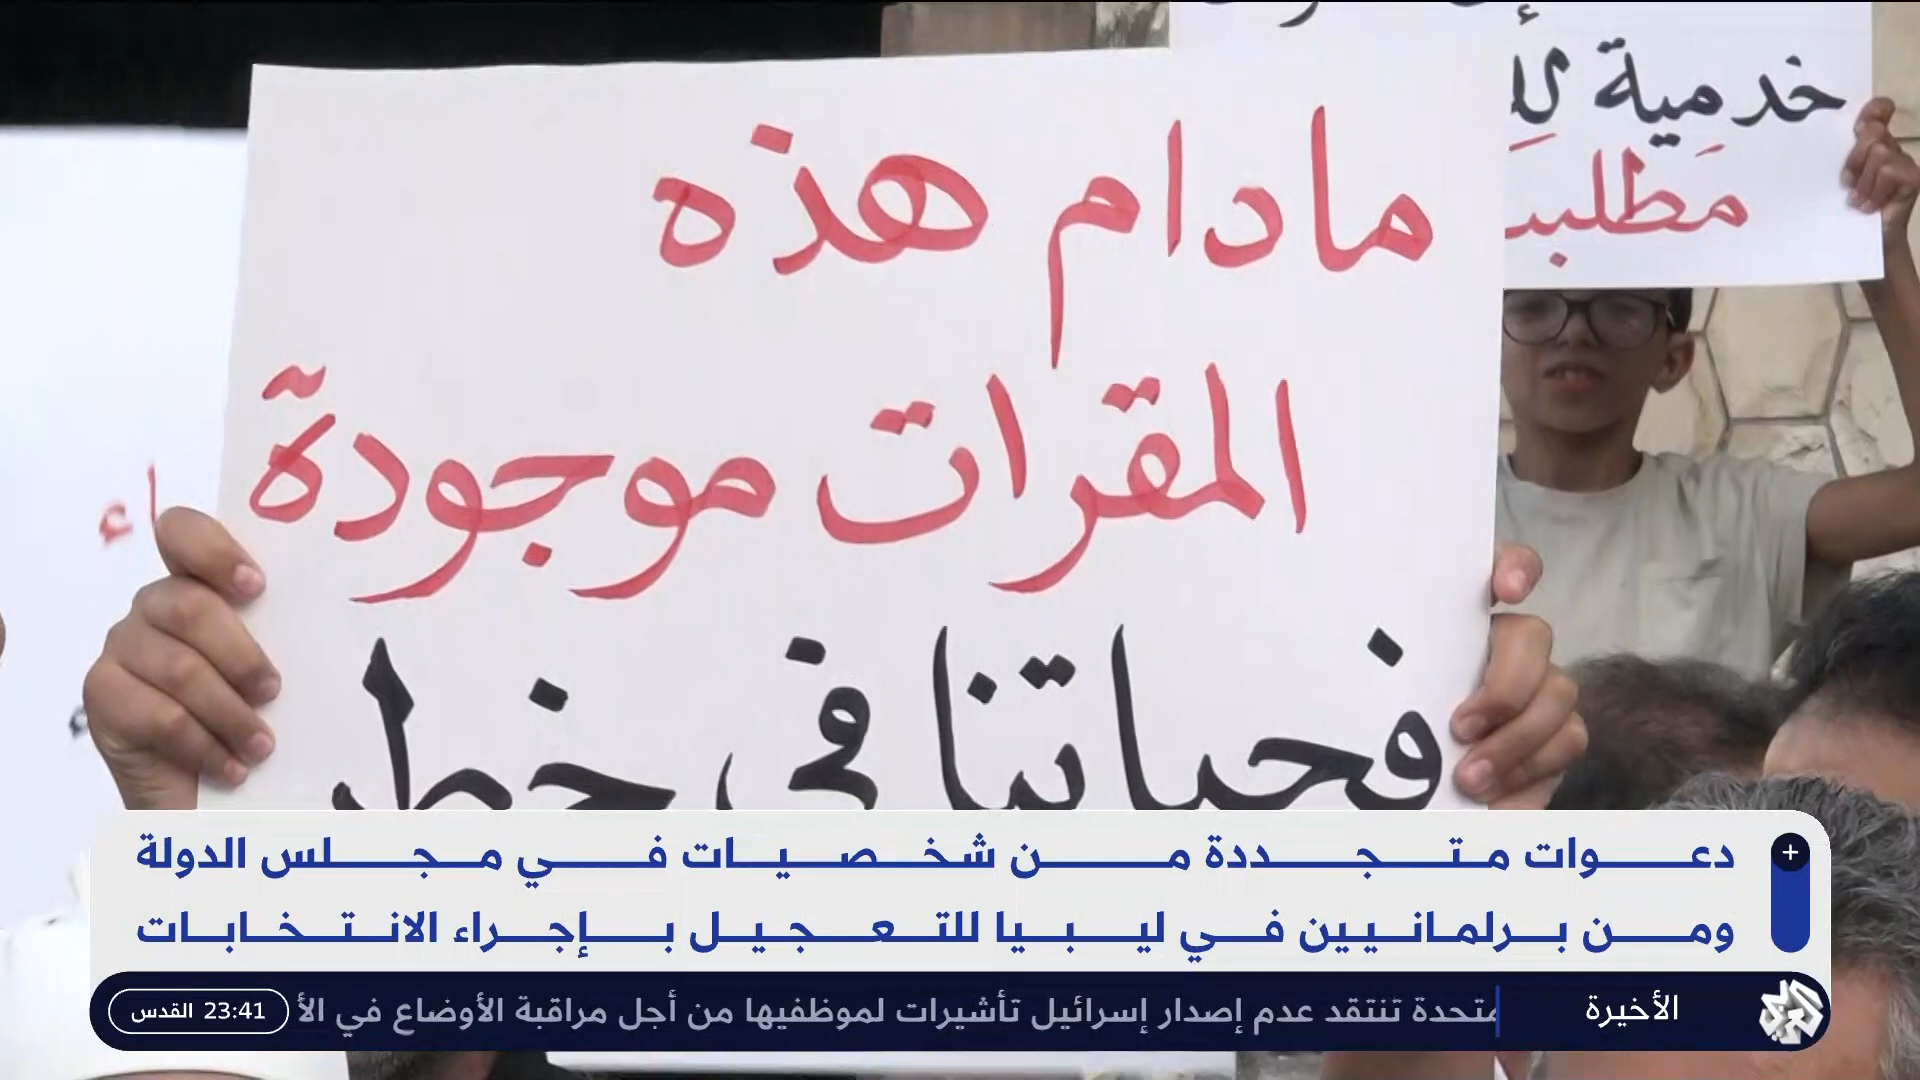 خدمية
مطلبـ
مادام هذه
المقرات موجودة
فحياتنا في خطر
اء
دعوات متجددة من شخصيات في مجلس الدولة
ومن برلمانيين في ليبيا للتعجيل بإجراء الانتخابات
الأخيرة
متحدة تنتقد عدم إصدار إسرائيل تأشيرات لموظفيها من أجل مراقبة الأوضاع في الأ
23:41 القدس